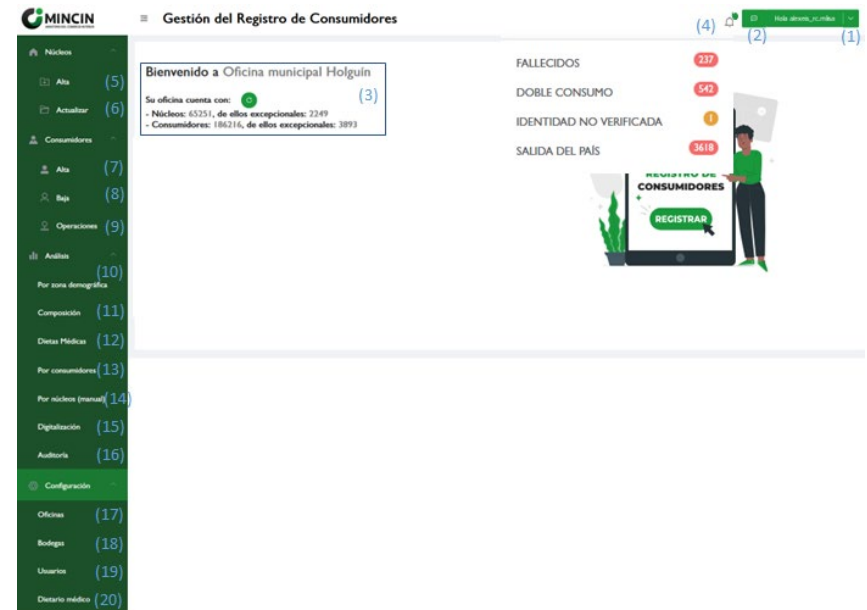 MINCIN
Gestión del Registro de Consumidores
(4)
(2)
(1)
Núcleos
Alta (5)
Actualizar (6)
Consumidores
Alta (7)
Baja (8)
Operaciones (9)
Análisis
(10)
Por zona demográfica
Composición (11)
Dietas Médicas (12)
Por consumidores (13)
Por núcleos (manual) (14)
Digitalización (15)
Auditoría (16)
Configuración
Oficinas (17)
Bodegas (18)
Usuarios (19)
Dietario médico (20)
Bienvenido a Oficina municipal Holguín
Su oficina cuenta con: (3)
- Núcleos: 65251, de ellos excepcionales: 2249
- Consumidores: 186216, de ellos excepcionales: 3893
FALLECIDOS 237
DOBLE CONSUMO 542
IDENTIDAD NO VERIFICADA 1
SALIDA DEL PAÍS 3618
REGISTRO DE
CONSUMIDORES
REGISTRAR
Hola